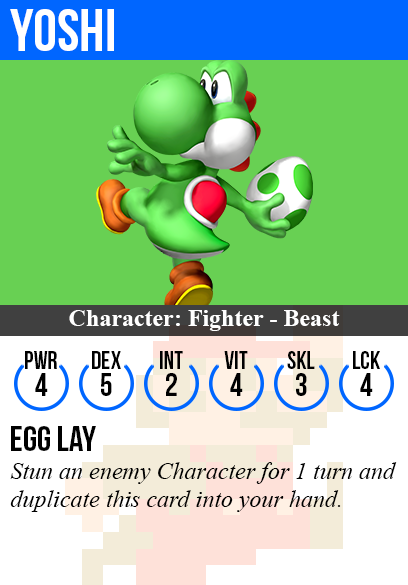 YOSHI
Character: Fighter - Beast
PWR DEX INT VIT SKL LCK
4 5 2 4 3 4
EGG LAY
Stun an enemy Character for 1 turn and
duplicate this card into your hand.